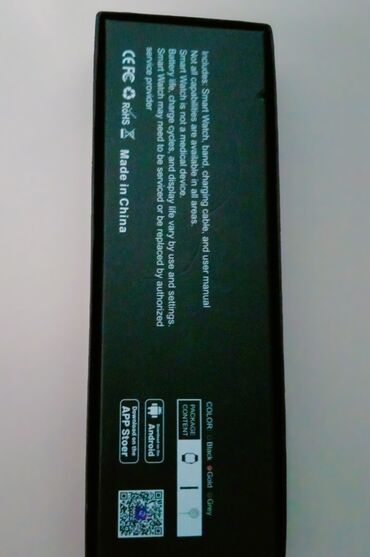 Includes: Smart Watch, band, charging cable, and user manual
Not all capabilities are available in all areas.
Smart Watch is not a medical device.
Battery life, charge cycles, and display life vary by use and settings.
Smart Watch may need to be serviced or be replaced by authorized
service provider
CE FC RoHS Made in China
COLOR: Black Gold Grey
PACKAGE
CONTENT
Download on the
Android
Download on the
APP Stoer